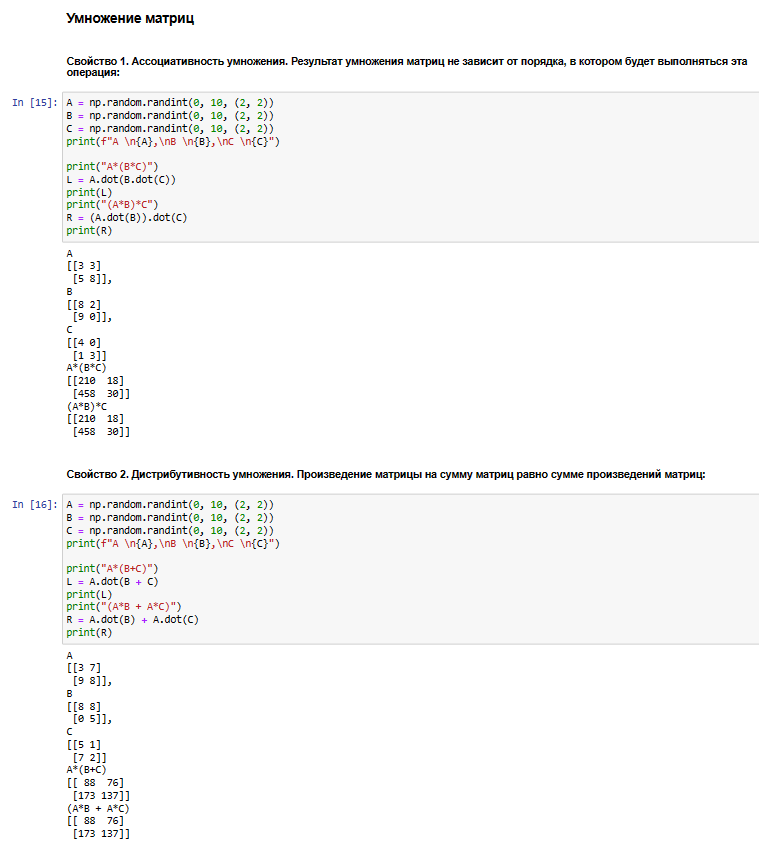 Умножение матриц
Свойство 1. Ассоциативность умножения. Результат умножения матриц не зависит от порядка, в котором будет выполняться эта
операция:
In [15]: A = np.random.randint(0, 10, (2, 2))
B = np.random.randint(0, 10, (2, 2))
C = np.random.randint(0, 10, (2, 2))
print(f"A \n{A},\nB \n{B},\nC \n{C}")
print("A*(B*C)")
L = A.dot(B.dot(C))
print(L)
print("(A*B)*C")
R = (A.dot(B)).dot(C)
print(R)
A
[[3 3]
[5 8]],
B
[[8 2]
[9 0]],
C
[[4 0]
[1 3]]
A*(B*C)
[[210  18]
[458  30]]
(A*B)*C
[[210  18]
[458  30]]
Свойство 2. Дистрибутивность умножения. Произведение матрицы на сумму матриц равно сумме произведений матриц:
In [16]: A = np.random.randint(0, 10, (2, 2))
B = np.random.randint(0, 10, (2, 2))
C = np.random.randint(0, 10, (2, 2))
print(f"A \n{A},\nB \n{B},\nC \n{C}")
print("A*(B+C)")
L = A.dot(B + C)
print(L)
print("(A*B + A*C)")
R = A.dot(B) + A.dot(C)
print(R)
A
[[3 7]
[9 8]],
B
[[8 8]
[0 5]],
C
[[5 1]
[7 2]]
A*(B+C)
[[ 88  76]
[173 137]]
(A*B + A*C)
[[ 88  76]
[173 137]]